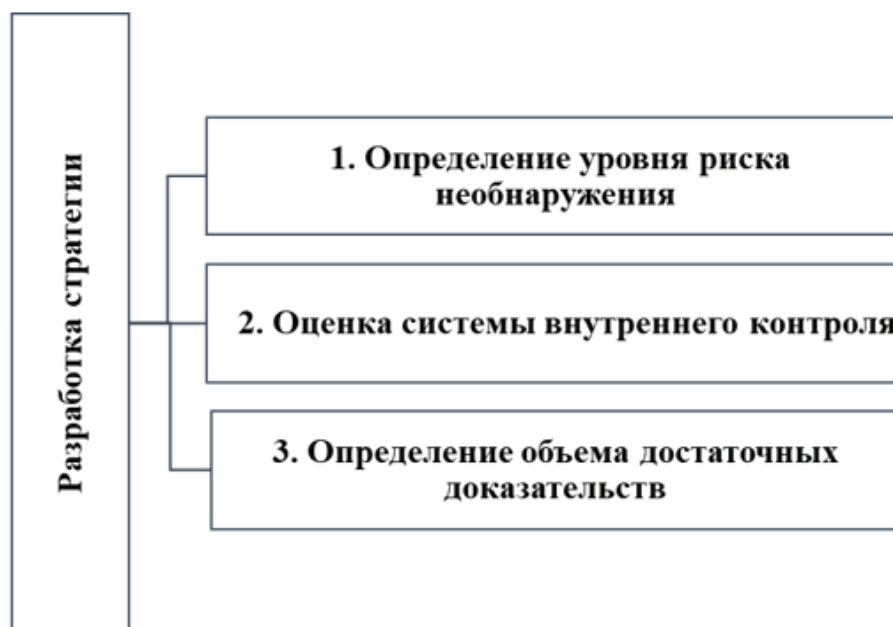 Разработка стратегии
1. Определение уровня риска
необнаружения
2. Оценка системы внутреннего контроля
3. Определение объема достаточных
доказательств